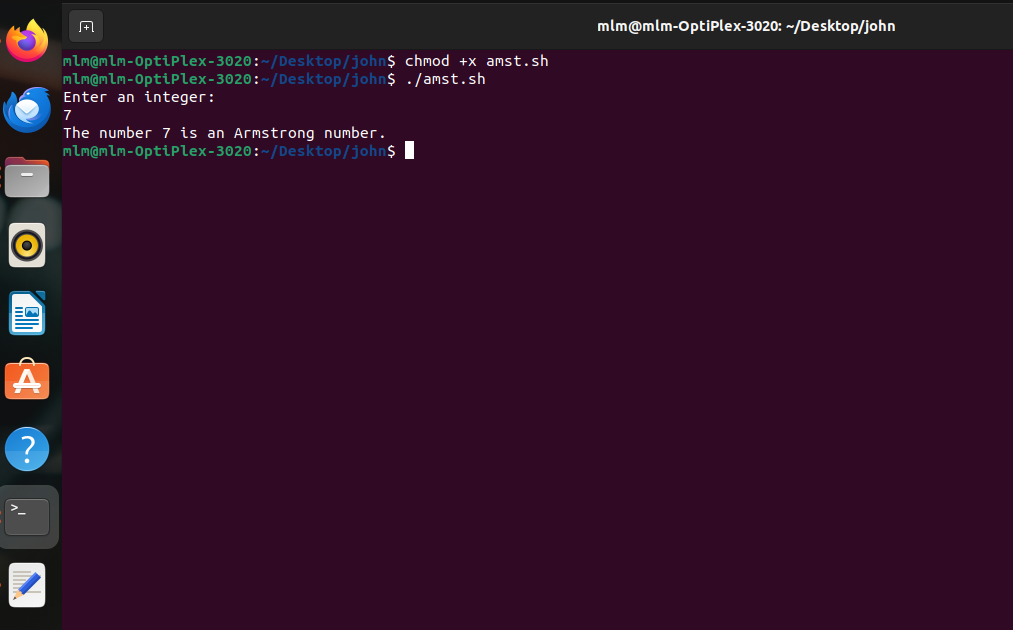 mlm@mlm-OptiPlex-3020: ~/Desktop/john
mlm@mlm-OptiPlex-3020:~/Desktop/john$ chmod +x amst.sh
mlm@mlm-OptiPlex-3020:~/Desktop/john$ ./amst.sh
Enter an integer:
7
The number 7 is an Armstrong number.
mlm@mlm-OptiPlex-3020:~/Desktop/john$